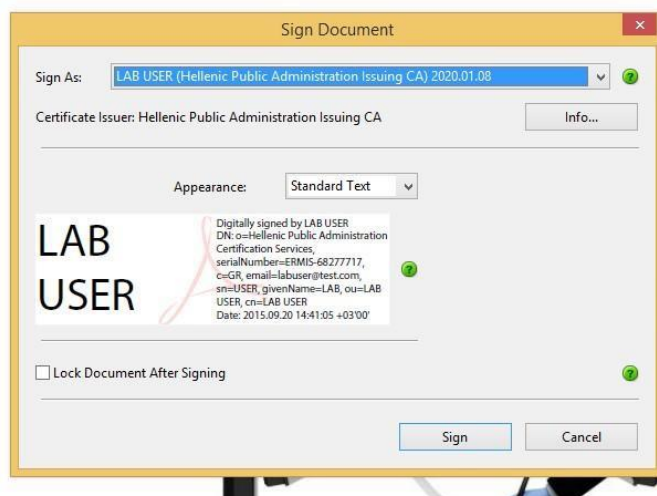 Sign Document
Sign As: LAB USER (Hellenic Public Administration Issuing CA) 2020.01.08
Certificate Issuer: Hellenic Public Administration Issuing CA
Info...
Appearance: Standard Text
LAB
USER
Digitally signed by LAB USER
DN: o=Hellenic Public Administration
Certification Services,
serialNumber=ERMIS-68277717,
c=GR, email=labuser@test.com,
sn=USER, givenName=LAB, ou=LAB
USER, cn=LAB USER
Date: 2015.09.20 14:41:05 +03'00'
Lock Document After Signing
Sign
Cancel